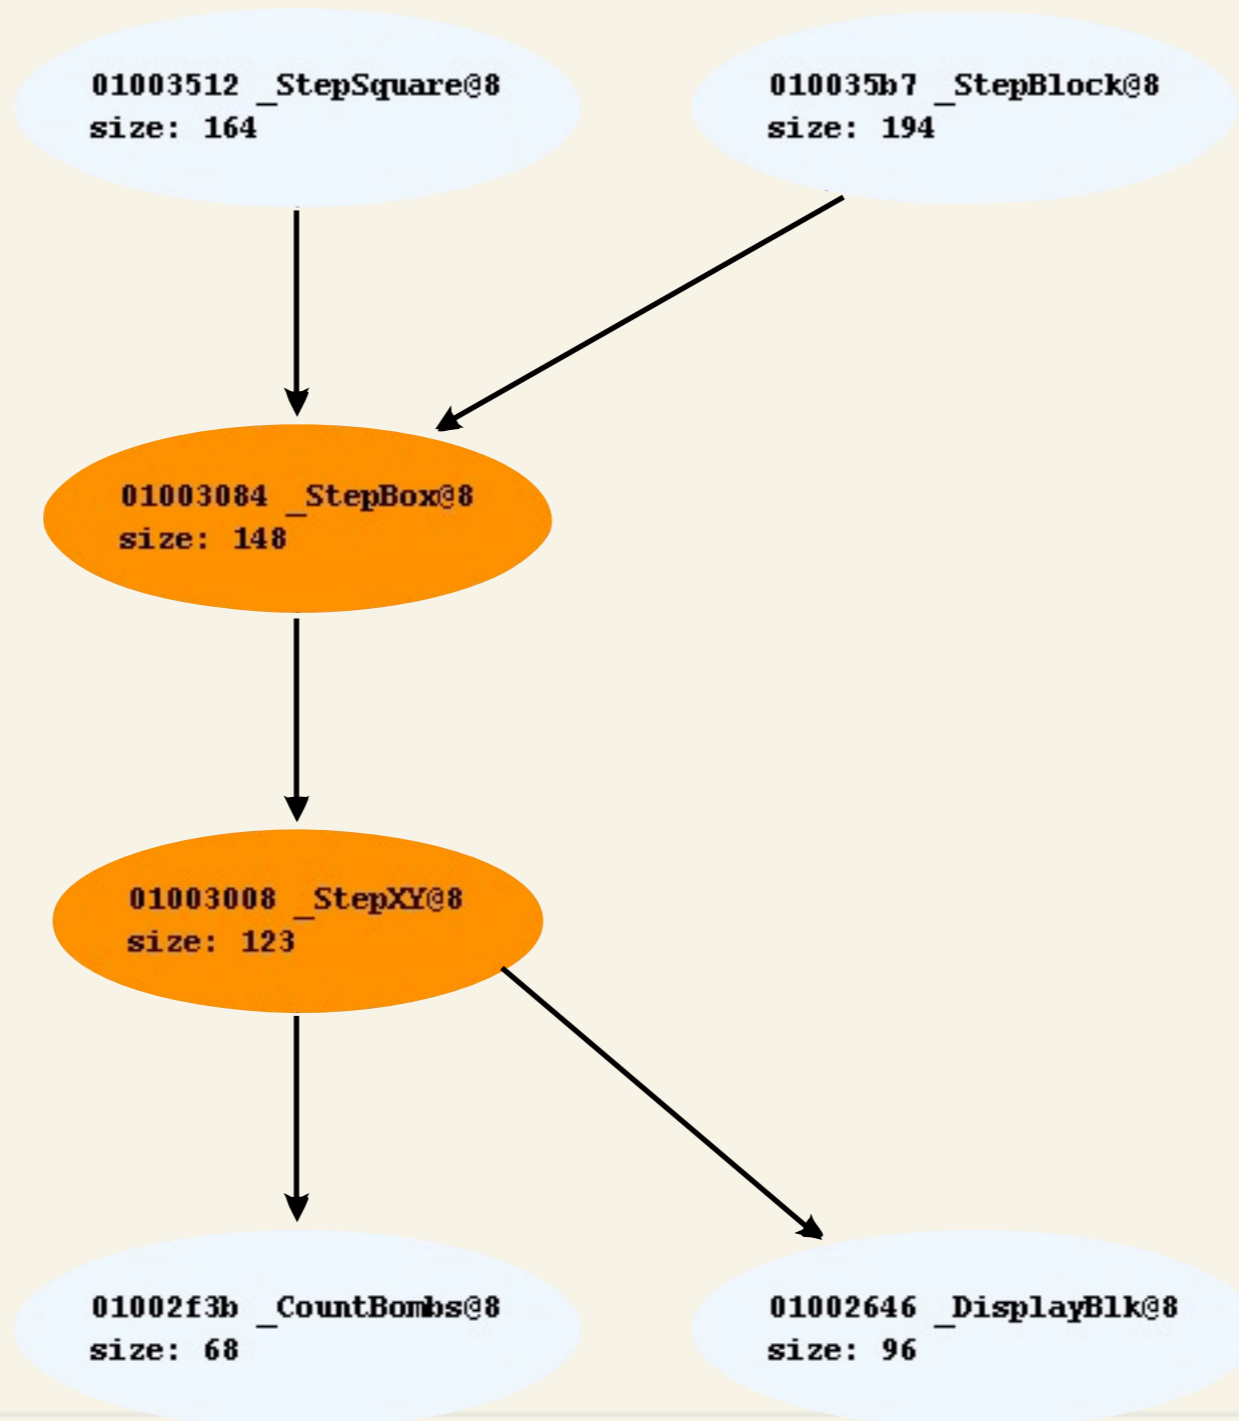 01003512 _StepSquare@8
size: 164
010035b7 _StepBlock@8
size: 194
01003084 _StepBox@8
size: 148
01003008 _StepXY@8
size: 123
01002f3b _CountBombs@8
size: 68
01002646 _DisplayBlk@8
size: 96